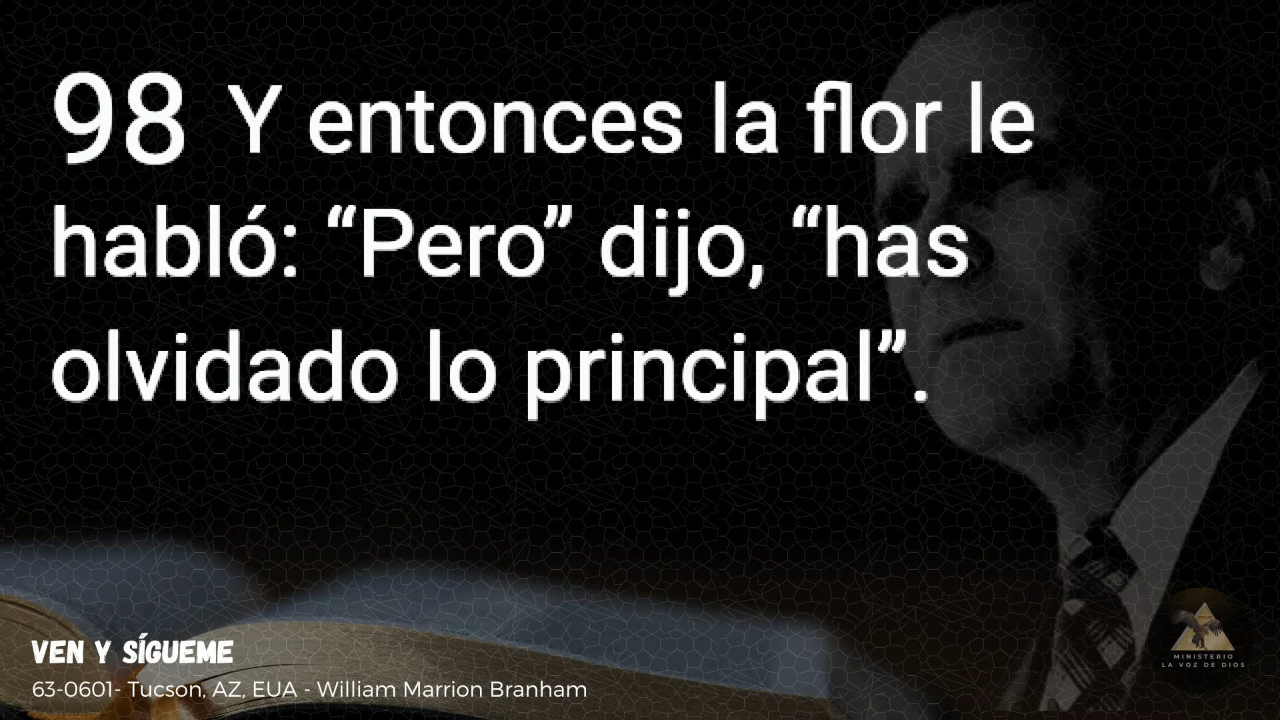 98 Y entonces la flor le
habló: “Pero” dijo, “has
olvidado lo principal”.
VEN Y SÍGUEME
63-0601- Tucson, AZ, EUA - William Marrion Branham
MINISTERIO
LA VOZ DE DIOS